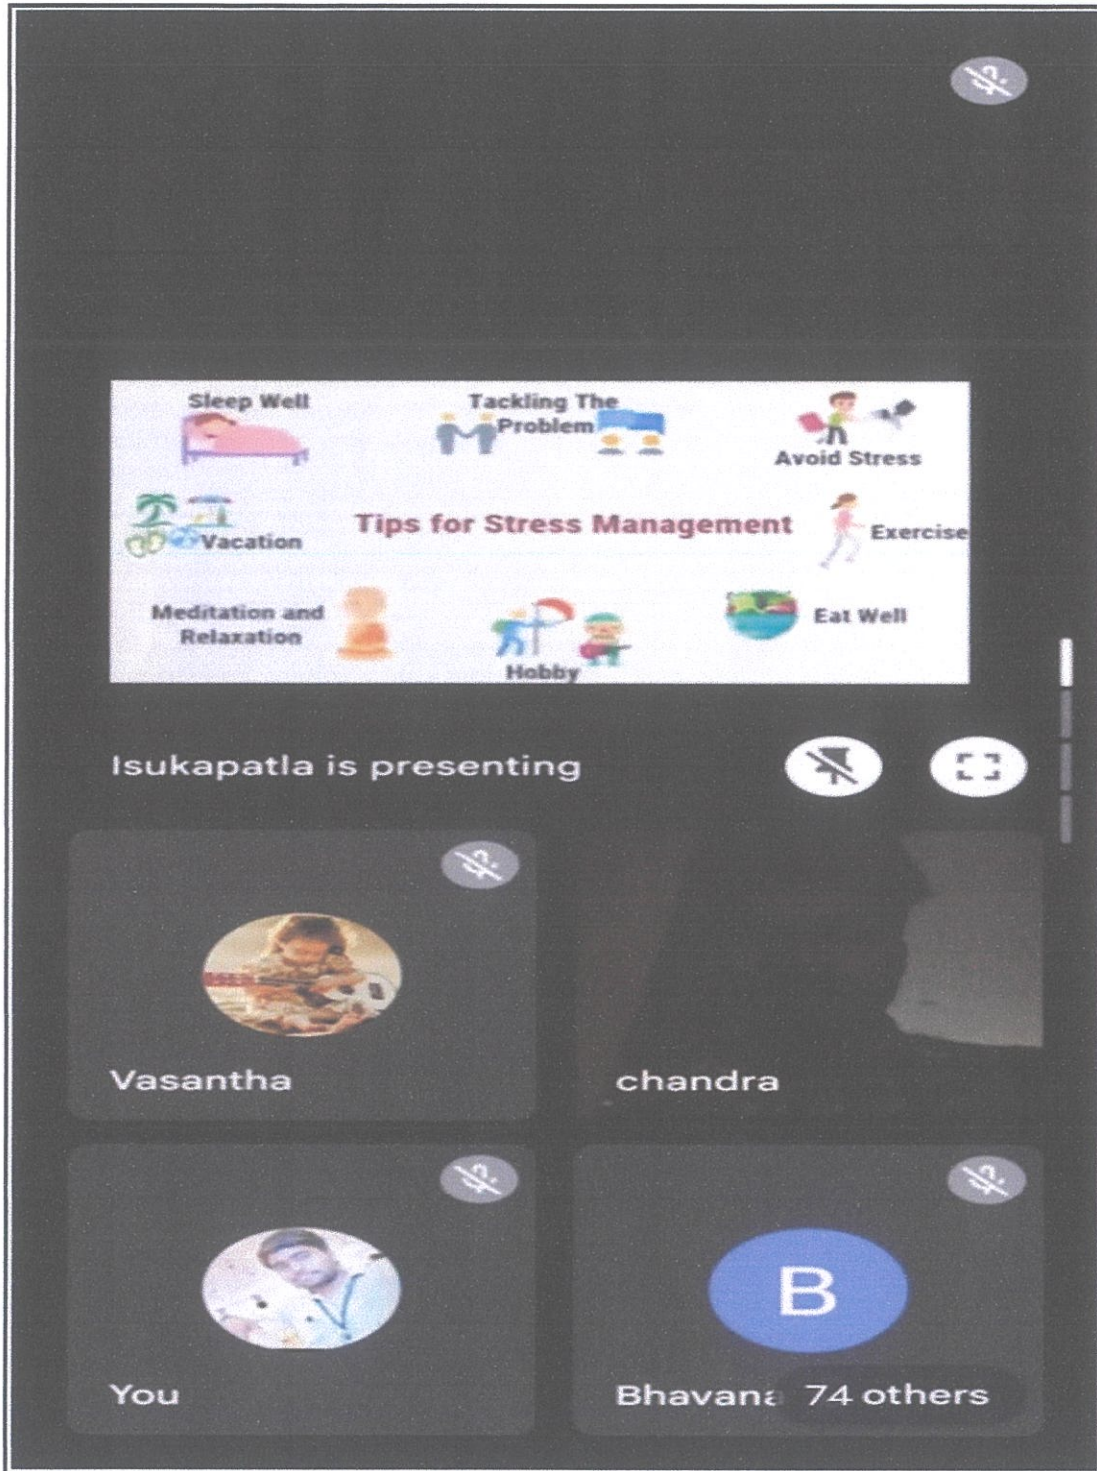 Sleep Well
Tackling The
Problem
Avoid Stress
Vacation
Tips for Stress Management
Exercise
Meditation and
Relaxation
Hobby
Eat Well
Isukapatla is presenting
Vasantha
chandra
You
B
Bhavana
74 others